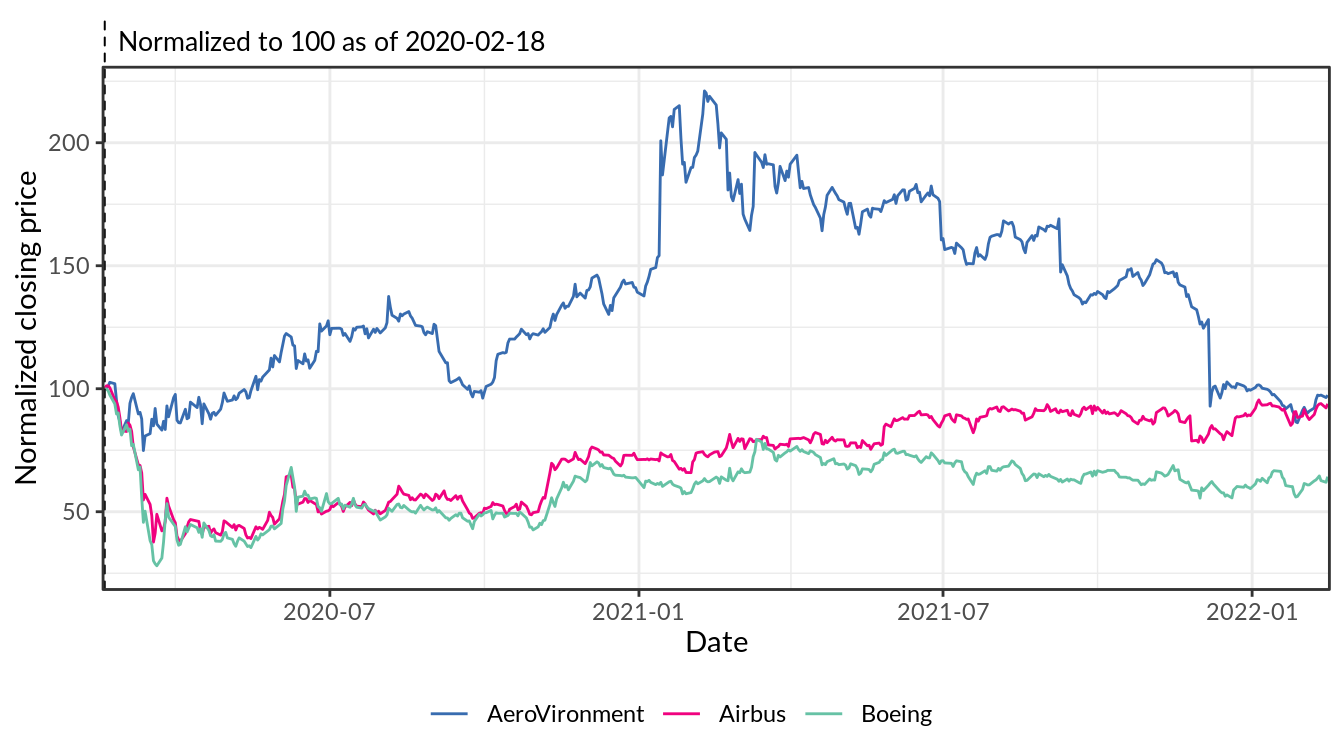 Normalized to 100 as of 2020-02-18
Normalized closing price
200
150
100
50
2020-07 2021-01 2021-07 2022-01
Date
AeroVironment Airbus Boeing